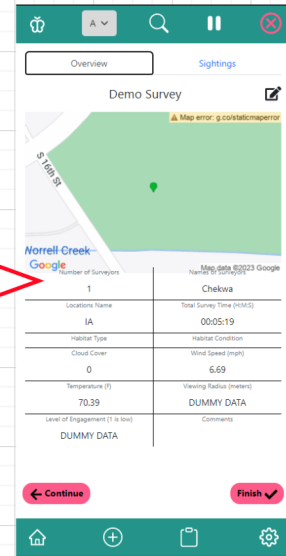 A
Overview Sightings
Demo Survey
Map error: g.co/staticmaperror
S 16th St
Norrell Creek
Google Map data ©2023 Google
Number of Surveyors Names of Surveyors
1 Chekwa
Locations Name Total Survey Time (H:M:S)
IA 00:05:19
Habitat Type Habitat Condition
Cloud Cover Wind Speed (mph)
0 6.69
Temperature (F) Viewing Radius (meters)
70.39 DUMMY DATA
Level of Engagement (1 is low) Comments
DUMMY DATA
Continue Finish